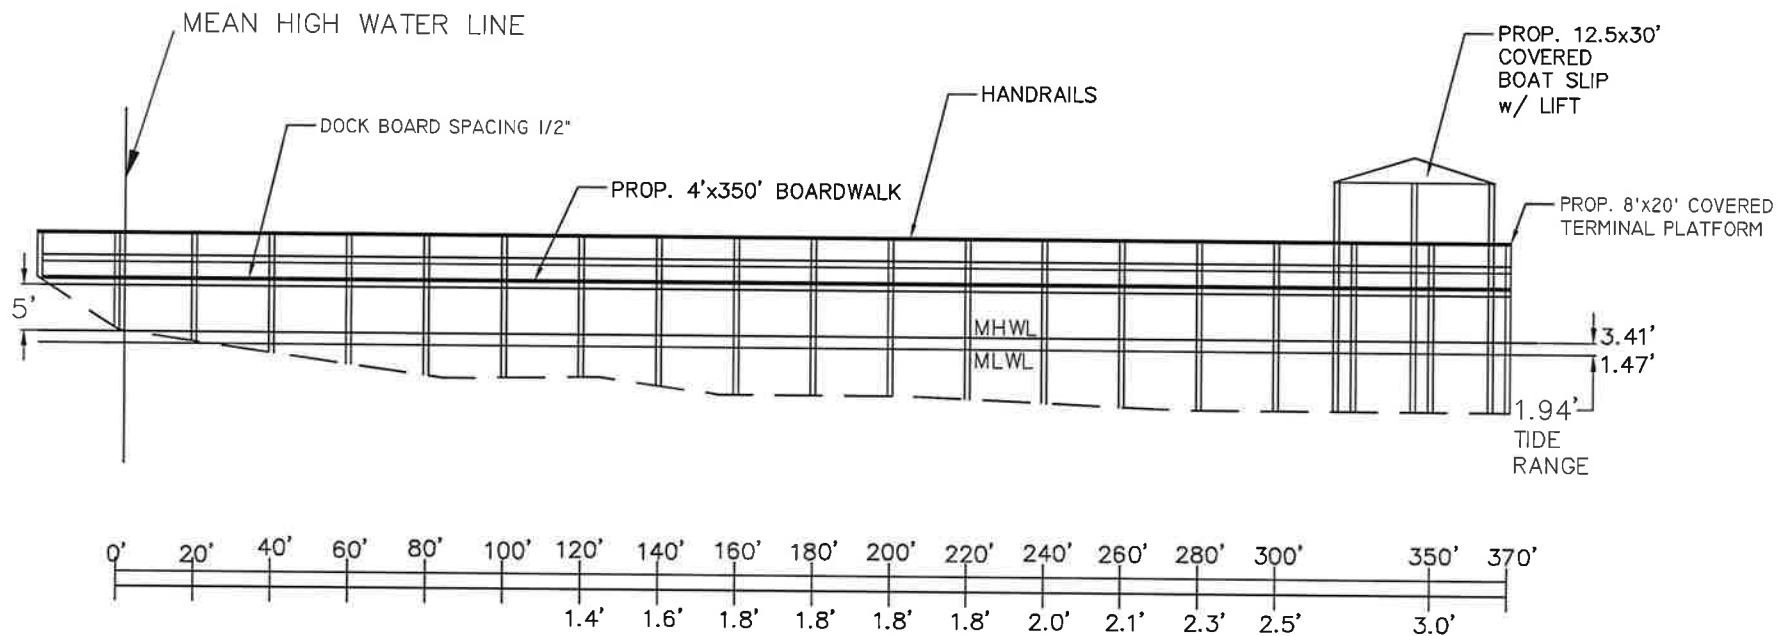 MEAN HIGH WATER LINE
PROP. 12.5x30'
COVERED
BOAT SLIP
w/ LIFT
HANDRAILS
DOCK BOARD SPACING 1/2"
PROP. 4'x350' BOARDWALK
PROP. 8'x20' COVERED
TERMINAL PLATFORM
5'
MHWL
MLWL
3.41'
1.47'
1.94'
TIDE
RANGE
0' 20' 40' 60' 80' 100' 120' 140' 160' 180' 200' 220' 240' 260' 280' 300' 350' 370'
1.4' 1.6' 1.8' 1.8' 1.8' 1.8' 2.0' 2.1' 2.3' 2.5' 3.0'